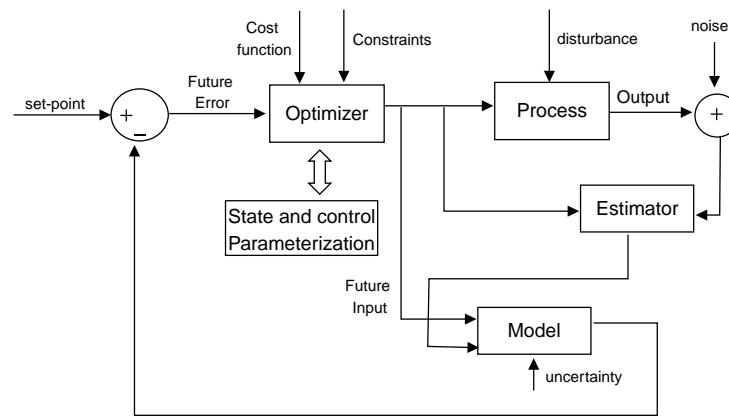 Cost
function
Constraints
disturbance
noise
set-point
+
−
Future
Error
Optimizer
Process
Output
+
State and control
Parameterization
Estimator
Future
Input
Model
uncertainty